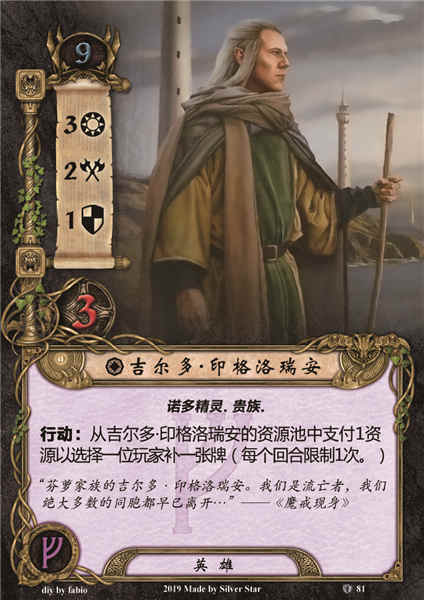 9
3
2
1
3
吉尔多·印格洛瑞安
诺多精灵. 贵族.
行动：从吉尔多·印格洛瑞安的资源池中支付1资
源以选择一位玩家补一张牌（每个回合限制1次。）
“芬萝家族的吉尔多·印格洛瑞安。我们是流亡者，我们
绝大多数的同胞都早已离开…”——《魔戒现身》
英 雄
diy by fabio
2019 Made by Silver Star
81